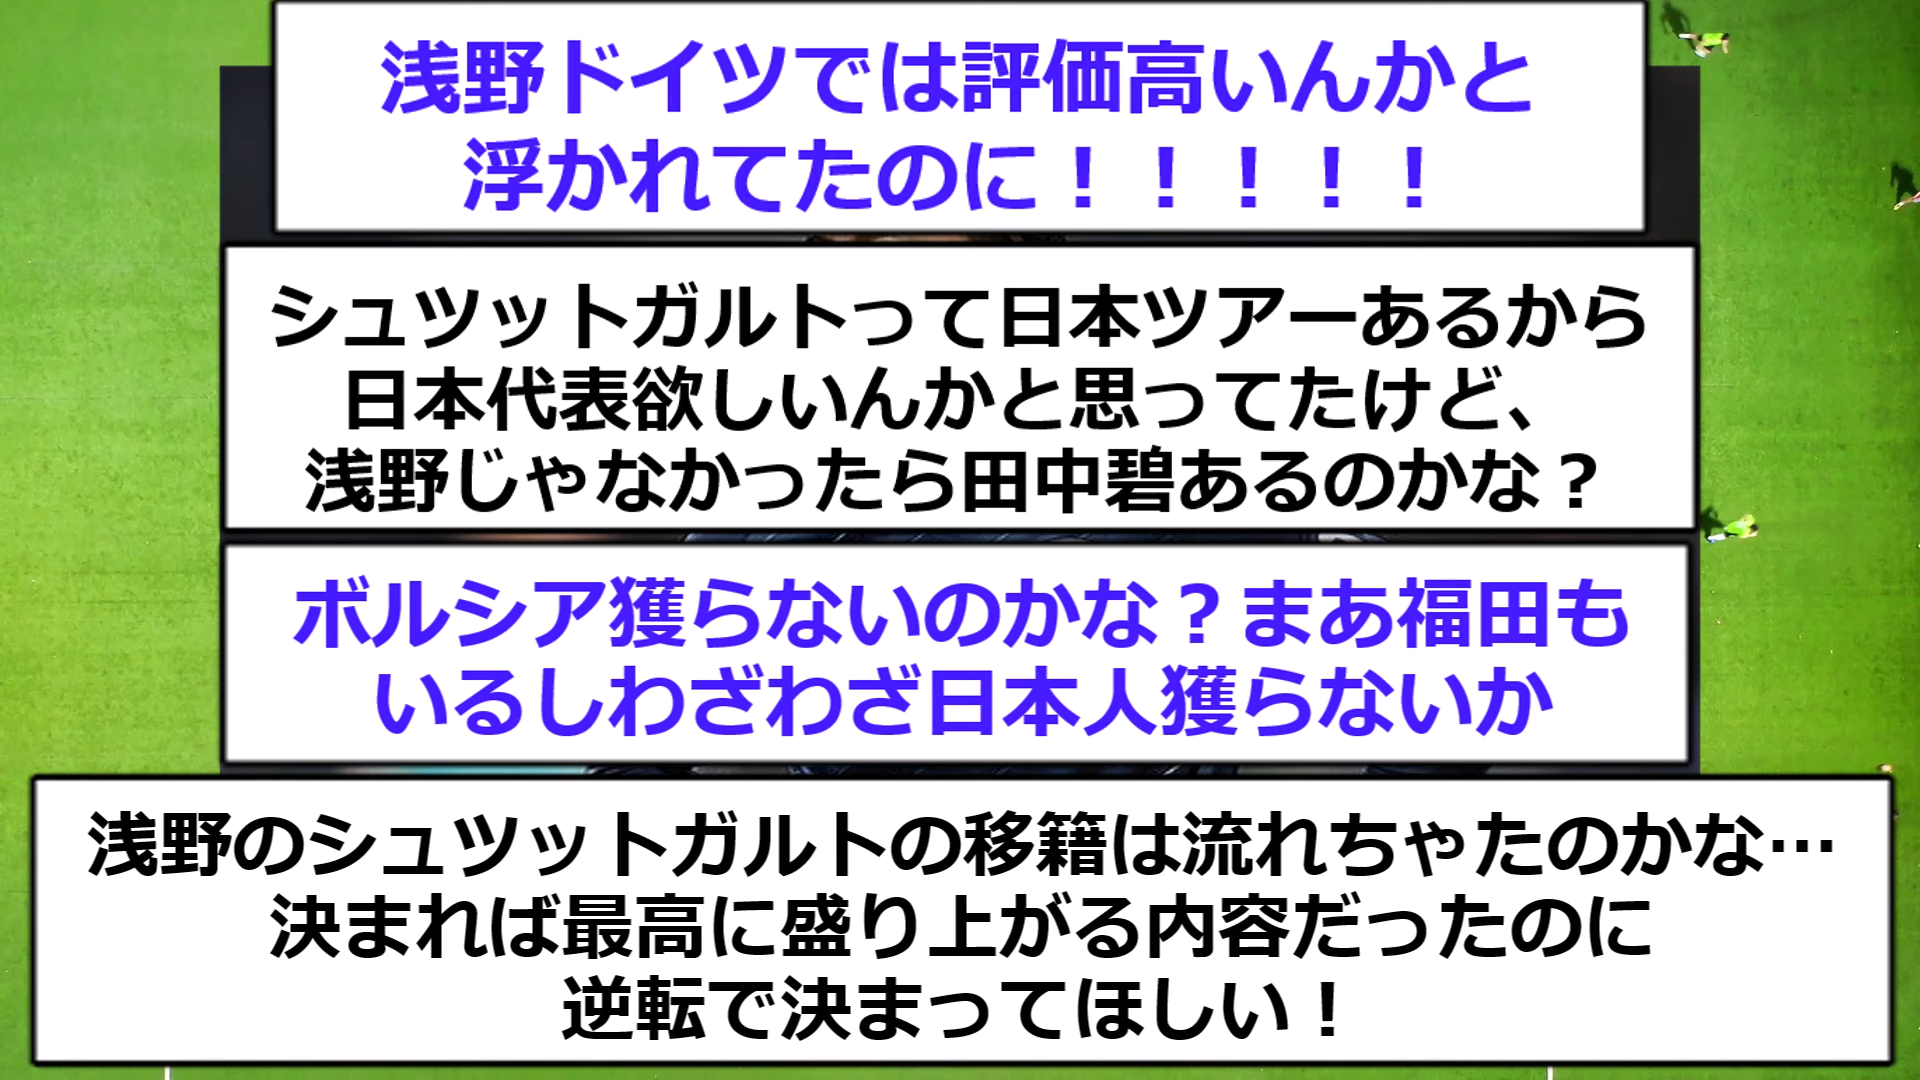 浅野ドイツでは評価高いんかと
浮かれてたのに！！！！！
シュツットガルトって日本ツアーあるから
日本代表欲しいんかと思ってたけど、
浅野じゃなかったら田中碧あるのかな？
ボルシア獲らないのかな？まあ福田も
いるしわざわざ日本人獲らないか
浅野のシュツットガルトの移籍は流れちゃたのかな…
決まれば最高に盛り上がる内容だったのに
逆転で決まってほしい！